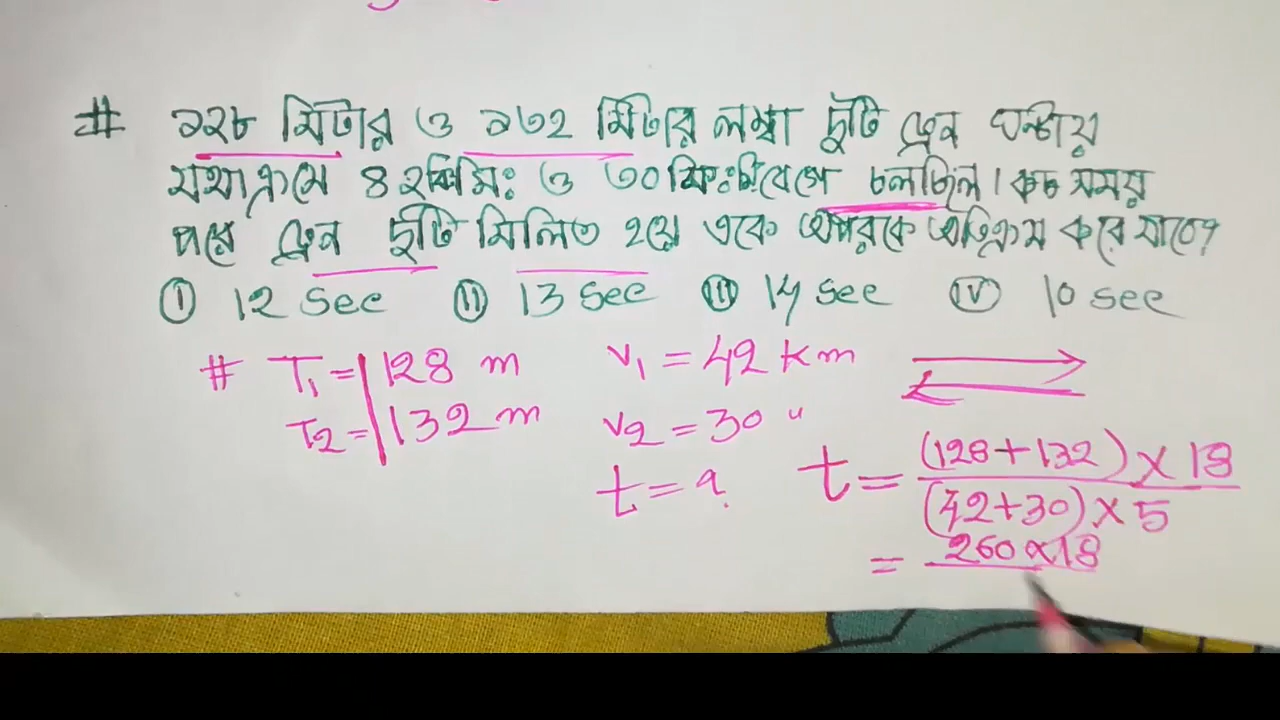 # ১২৮ মিটার ও ১৩২ মিটার লম্বা দুটি ট্রেন ঘন্টায়
যথাক্রমে ৪২কিমিঃ ও ৩০কিঃমিঃবেগে চলছিল। কত সময়
পরে ট্রেন দুটি মিলিত হয়ে একে অপরকে অতিক্রম করে যাবে?
(i) 12 sec (ii) 13 sec (iii) 14 sec (iv) 10 sec
# T₁ = 128 m V₁ = 42 km
T₂ = 132 m V₂ = 30 "
t = ? t = (128+132) × 18
(42+30) × 5
= 260×18